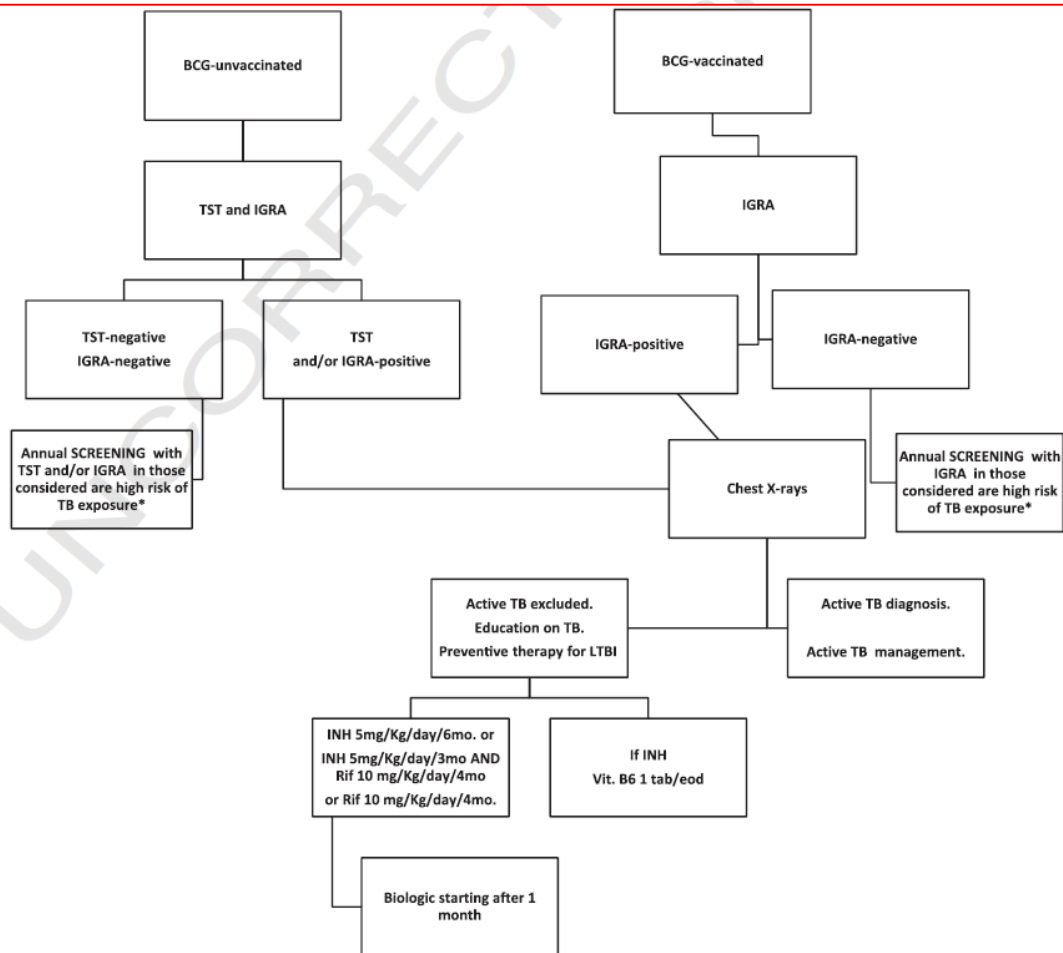 BCG-unvaccinated
BCG-vaccinated
TST and IGRA
IGRA
TST-negative
IGRA-negative
TST
and/or IGRA-positive
IGRA-positive
IGRA-negative
Annual SCREENING with
TST and/or IGRA in those
considered are high risk of
TB exposure*
Chest X-rays
Annual SCREENING with
IGRA in those
considered are high risk
of TB exposure*
Active TB excluded.
Education on TB.
Preventive therapy for LTBI
Active TB diagnosis.
Active TB management.
INH 5mg/Kg/day/6mo. or
INH 5mg/Kg/day/3mo AND
Rif 10 mg/Kg/day/4mo
or Rif 10 mg/Kg/day/4mo.
If INH
Vit. B6 1 tab/eod
Biologic starting after 1
month
UNCORRECT